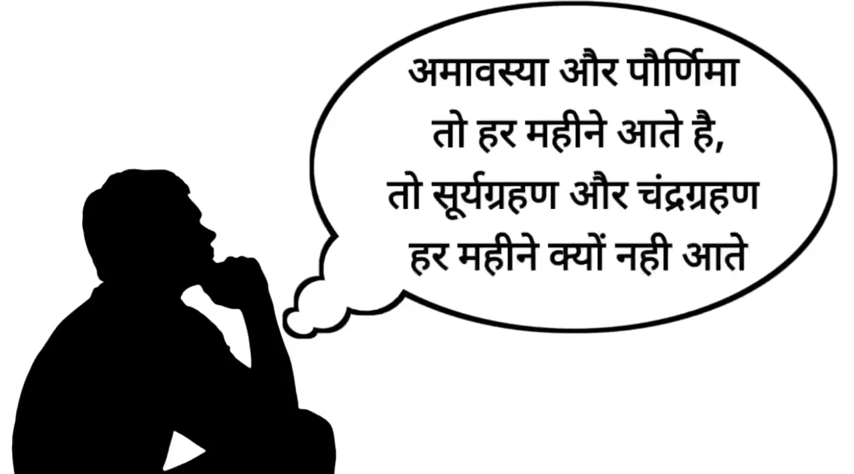 अमावस्या और पौर्णिमा
तो हर महीने आते है,
तो सूर्यग्रहण और चंद्रग्रहण
हर महीने क्यों नही आते